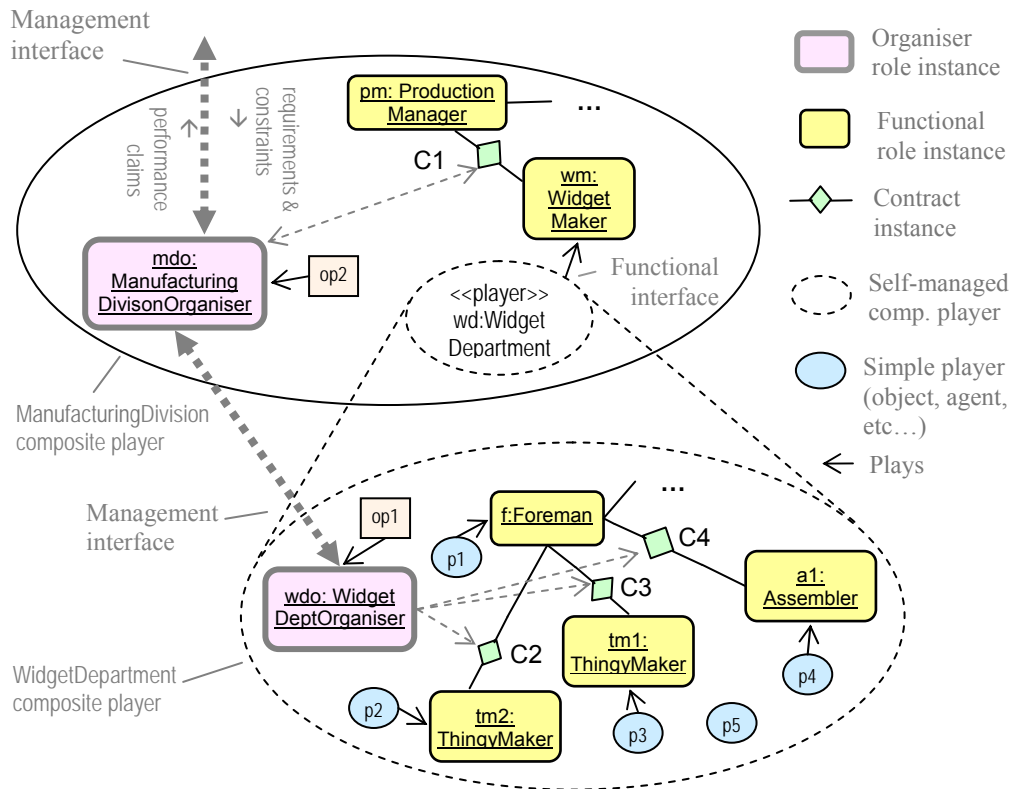 Management
interface
performance
claims
requirements &
constraints
pm: Production
Manager
...
C1
wm:
Widget
Maker
mdo:
Manufacturing
DivisonOrganiser
op2
Functional
interface
<<player>>
wd:Widget
Department
ManufacturingDivision
composite player
Management
interface
op1
wdo: Widget
DeptOrganiser
f:Foreman
...
p1
C4
C3
C2
a1:
Assembler
tm1:
ThingyMaker
tm2:
ThingyMaker
p2
p3
p4
p5
WidgetDepartment
composite player
Organiser
role instance
Functional
role instance
Contract
instance
Self-managed
comp. player
Simple player
(object, agent,
etc…)
Plays